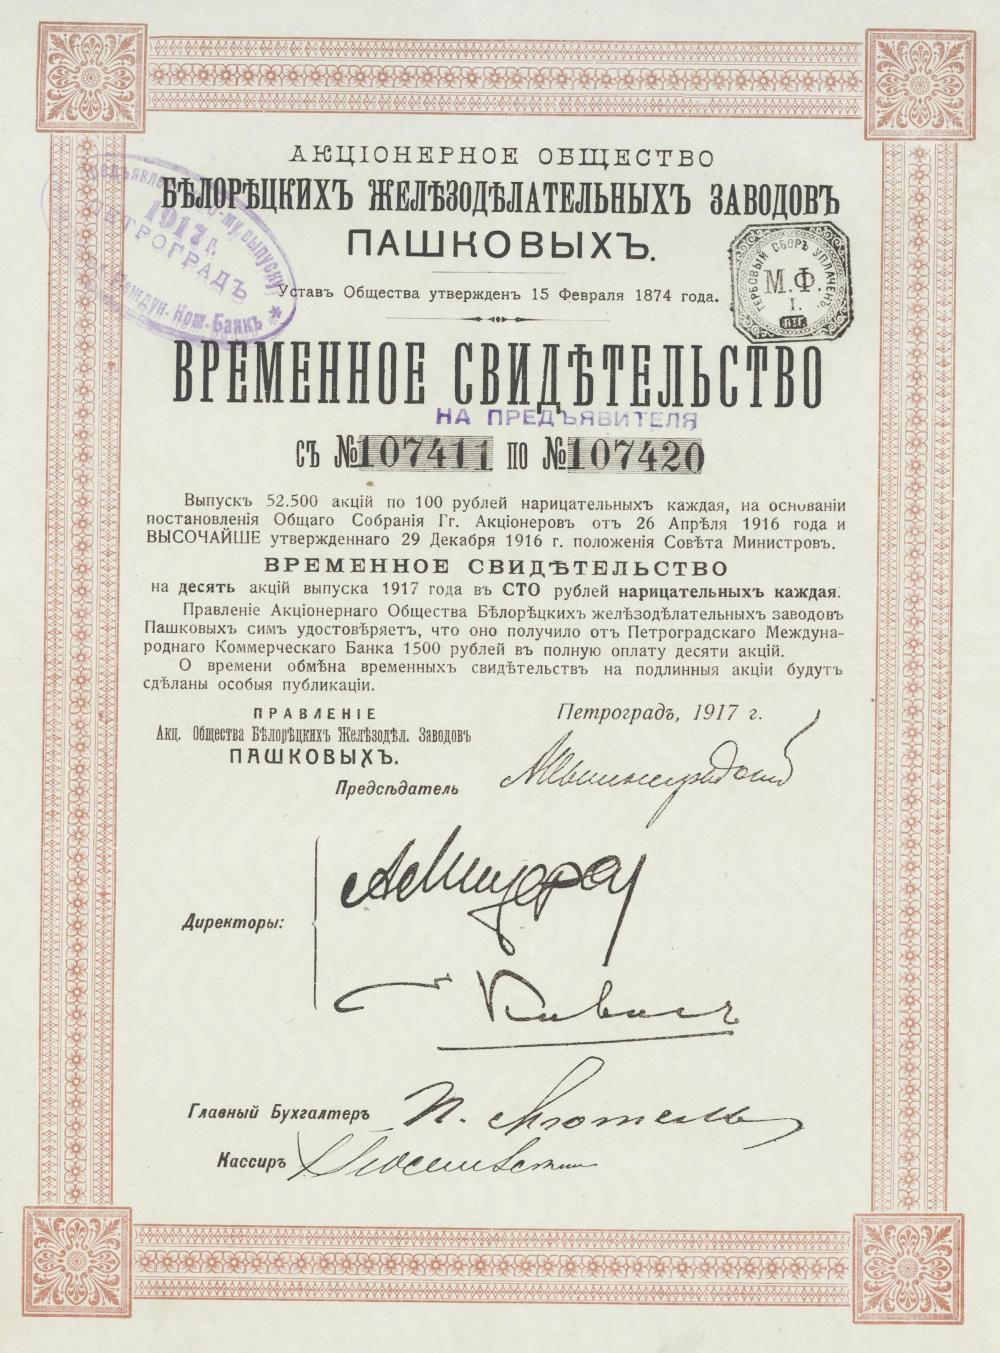 АКЦІОНЕРНОЕ ОБЩЕСТВО
БѢЛОРѢЦКИХЪ ЖЕЛѢЗОДѢЛАТЕЛЬНЫХЪ ЗАВОДОВЪ
ПАШКОВЫХЪ.
1917 г.
ПЕТРОГРАДЪ
Ком.-Банкъ
Уставъ Общества утвержденъ 15 Февраля 1874 года.
ГЕРБОВЫЙ СБОРЪ УПЛАЧЕНЪ
М.Ф.
I.
ВРЕМЕННОЕ СВИДѢТЕЛЬСТВО
НА ПРЕДЪЯВИТЕЛЯ
СЪ №107411 ПО №107420
Выпускъ 52.500 акцій по 100 рублей нарицательныхъ каждая, на основаніи
постановленія Общаго Собранія Гг. Акціонеровъ отъ 26 Апрѣля 1916 года и
ВЫСОЧАЙШЕ утвержденнаго 29 Декабря 1916 г. положенія Совѣта Министровъ.
ВРЕМЕННОЕ СВИДѢТЕЛЬСТВО
на десять акцій выпуска 1917 года въ СТО рублей нарицательныхъ каждая.
Правленіе Акціонернаго Общества Бѣлорѣцкихъ желѣзодѣлательныхъ заводовъ
Пашковыхъ симъ удостовѣряетъ, что оно получило отъ Петроградскаго Междуна-
роднаго Коммерческаго Банка 1500 рублей въ полную оплату десяти акцій.
О времени обмѣна временныхъ свидѣтельствъ на подлинныя акціи будутъ
сдѣланы особыя публикаціи.
ПРАВЛЕНІЕ
Акц. Общества Бѣлорѣцкихъ Желѣзодѣл. Заводовъ
ПАШКОВЫХЪ.
Петроградъ, 1917 г.
Предсѣдатель
Директоры:
Главный Бухгалтеръ
Кассиръ